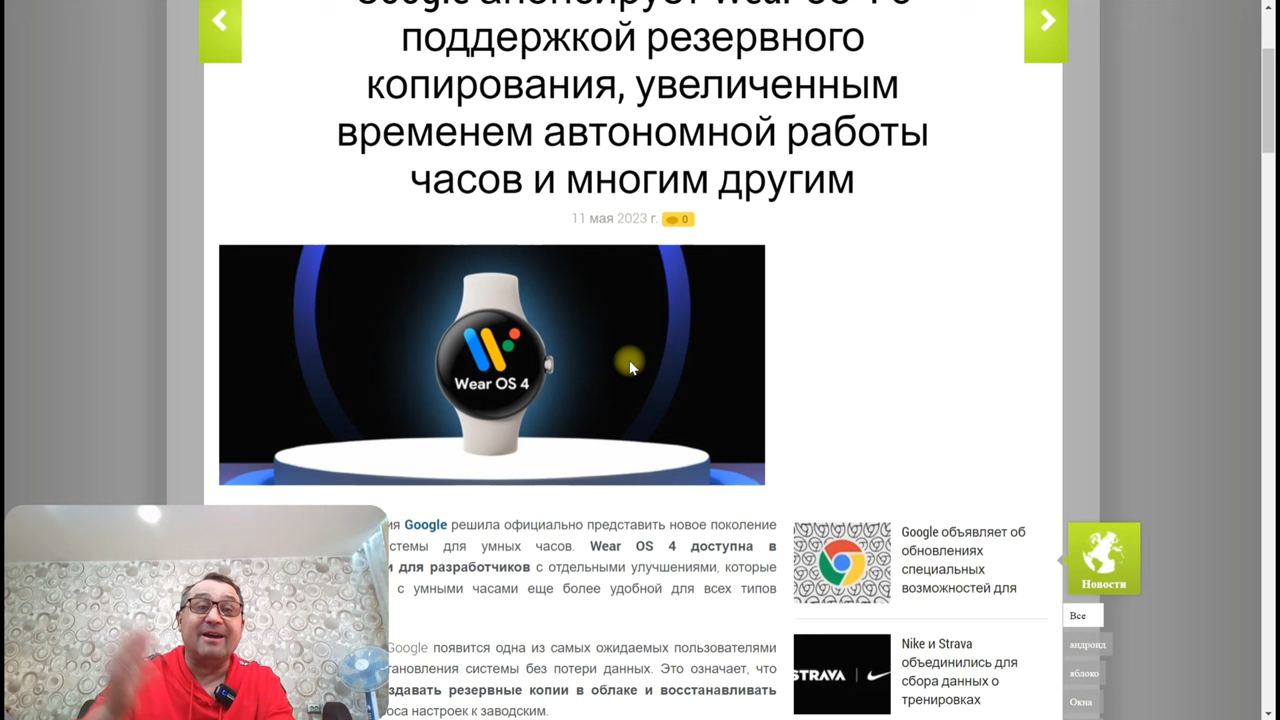 поддержкой резервного
копирования, увеличенным
временем автономной работы
часов и многим другим
11 мая 2023 г. 0
Wear OS 4
Google решила официально представить новое поколение
для умных часов. Wear OS 4 доступна в
для разработчиков с отдельными улучшениями, которые
с умными часами еще более удобной для всех типов
Google появится одна из самых ожидаемых пользователями
системы без потери данных. Это означает, что
резервные копии в облаке и восстанавливать
настроек к заводским.
Google объявляет об
обновлениях
специальных
возможностей для
STRAVA
Nike и Strava
объединились для
сбора данных о
тренировках
Новости
Все
андроид
яблоко
Окна